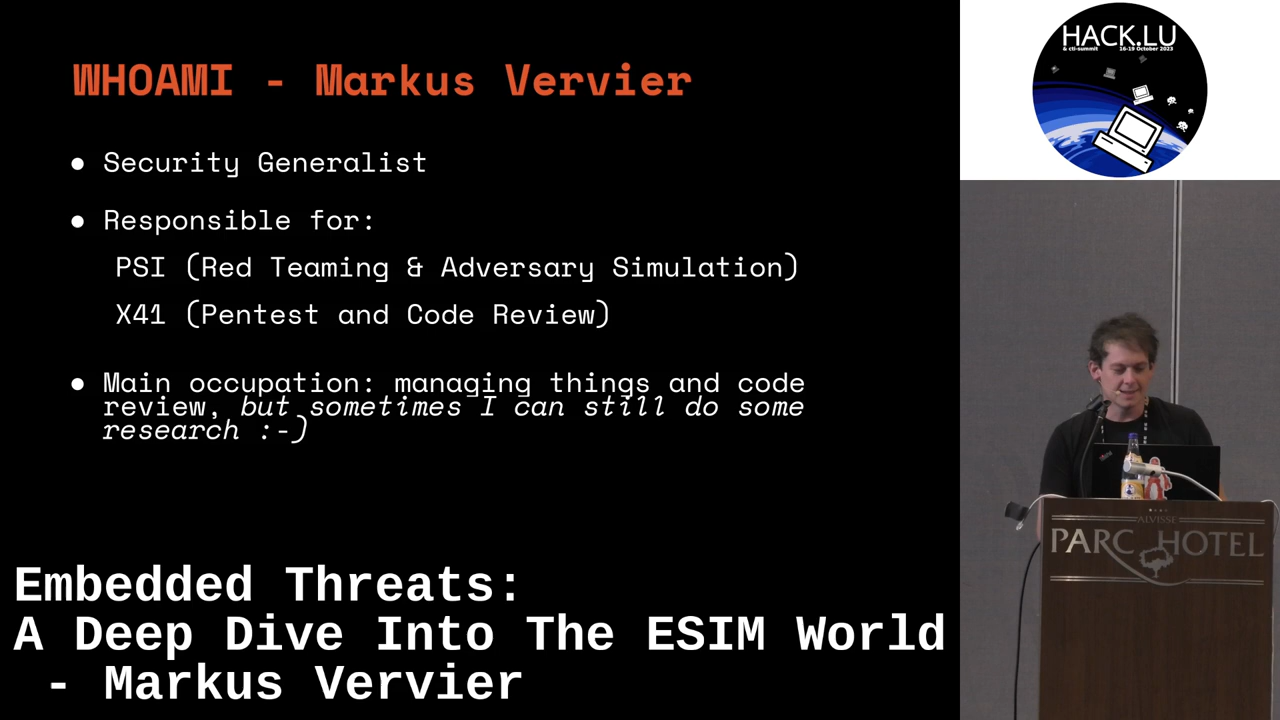 WHOAMI - Markus Vervier
● Security Generalist
● Responsible for:
PSI (Red Teaming & Adversary Simulation)
X41 (Pentest and Code Review)
● Main occupation: managing things and code
review, but sometimes I can still do some
research :-)
Embedded Threats:
A Deep Dive Into The ESIM World
- Markus Vervier
HACK.LU
& cti-summit 16-19 October 2023
ALVISSE
PARC HOTEL